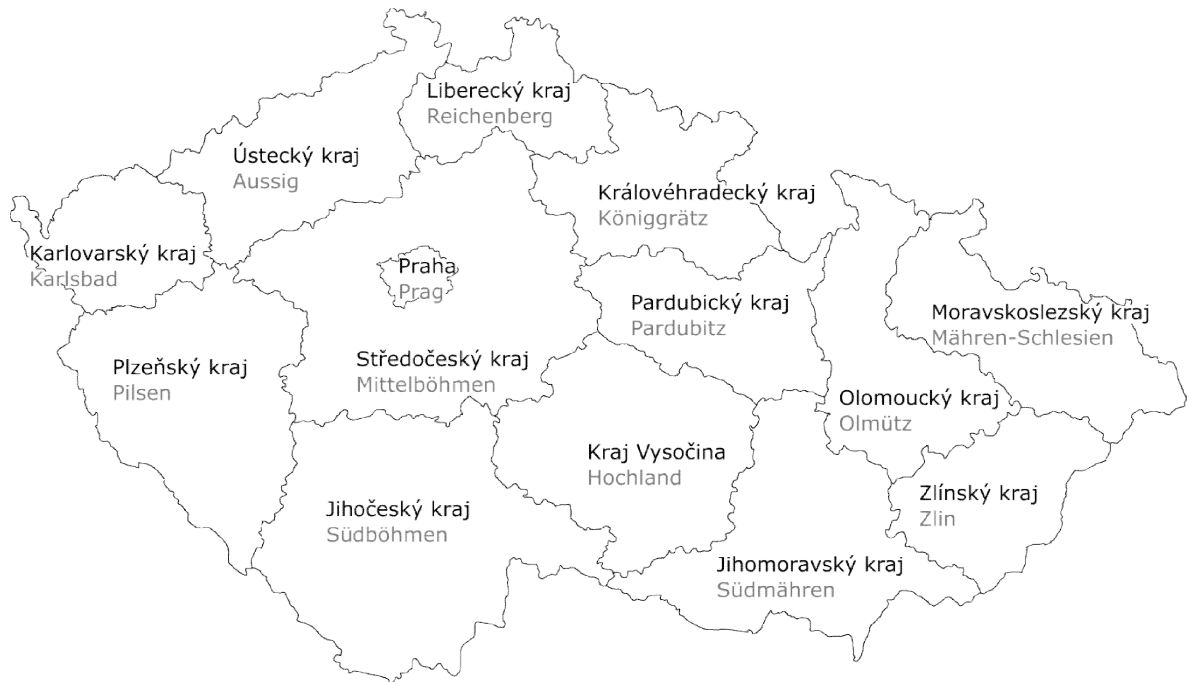 Liberecký kraj
Reichenberg
Ústecký kraj
Aussig
Královéhradecký kraj
Königgrätz
Karlovarský kraj
Karlsbad
Praha
Prag
Pardubický kraj
Pardubitz
Moravskoslezský kraj
Mähren-Schlesien
Plzeňský kraj
Pilsen
Středočeský kraj
Mittelböhmen
Olomoucký kraj
Olmütz
Kraj Vysočina
Hochland
Zlínský kraj
Zlin
Jihočeský kraj
Südböhmen
Jihomoravský kraj
Südmähren